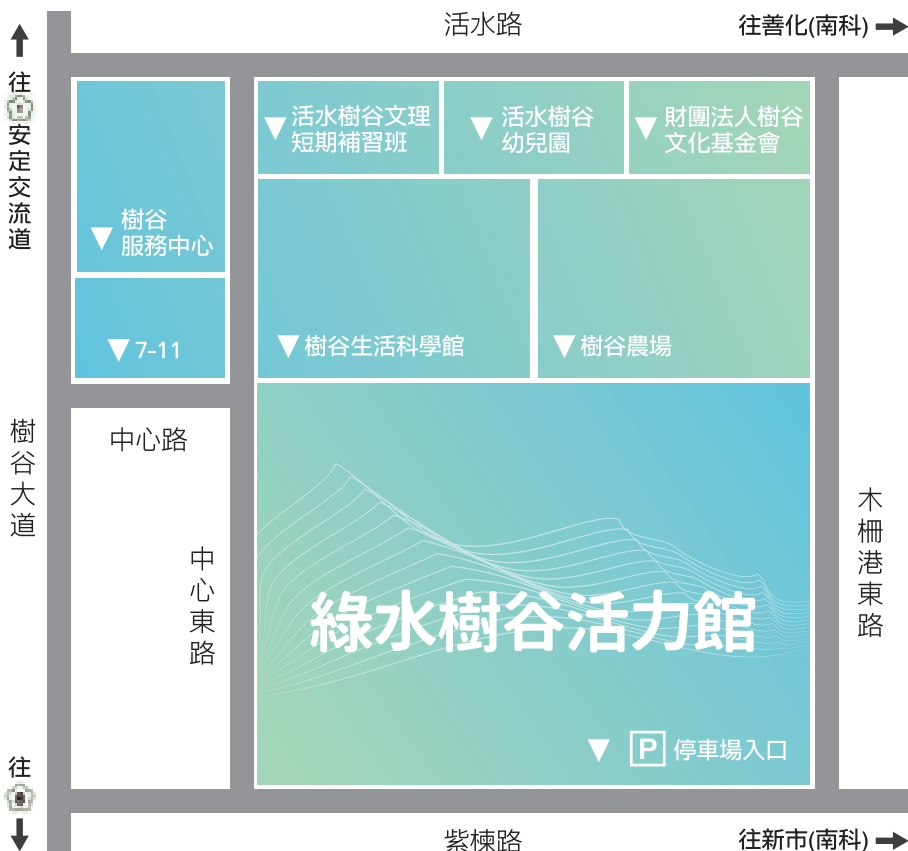 活水路
往善化(南科)
往
安定交流道
活水樹谷文理
短期補習班
活水樹谷
幼兒園
財團法人樹谷
文化基金會
樹谷
服務中心
7-11
樹谷生活科學館
樹谷農場
樹谷大道
中心路
中心東路
木柵港東路
綠水樹谷活力館
P 停車場入口
往
紫楝路
往新市(南科)